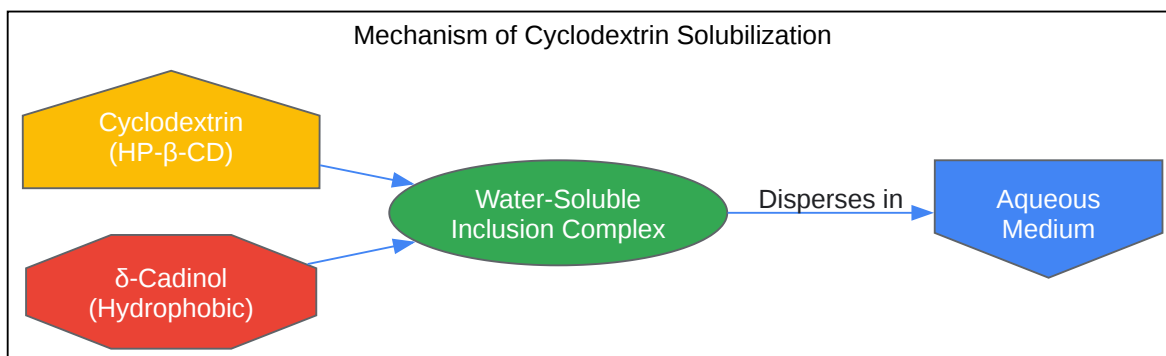 Mechanism of Cyclodextrin Solubilization
Cyclodextrin
(HP-β-CD)
δ-Cadinol
(Hydrophobic)
Water-Soluble
Inclusion Complex
Disperses in
Aqueous
Medium